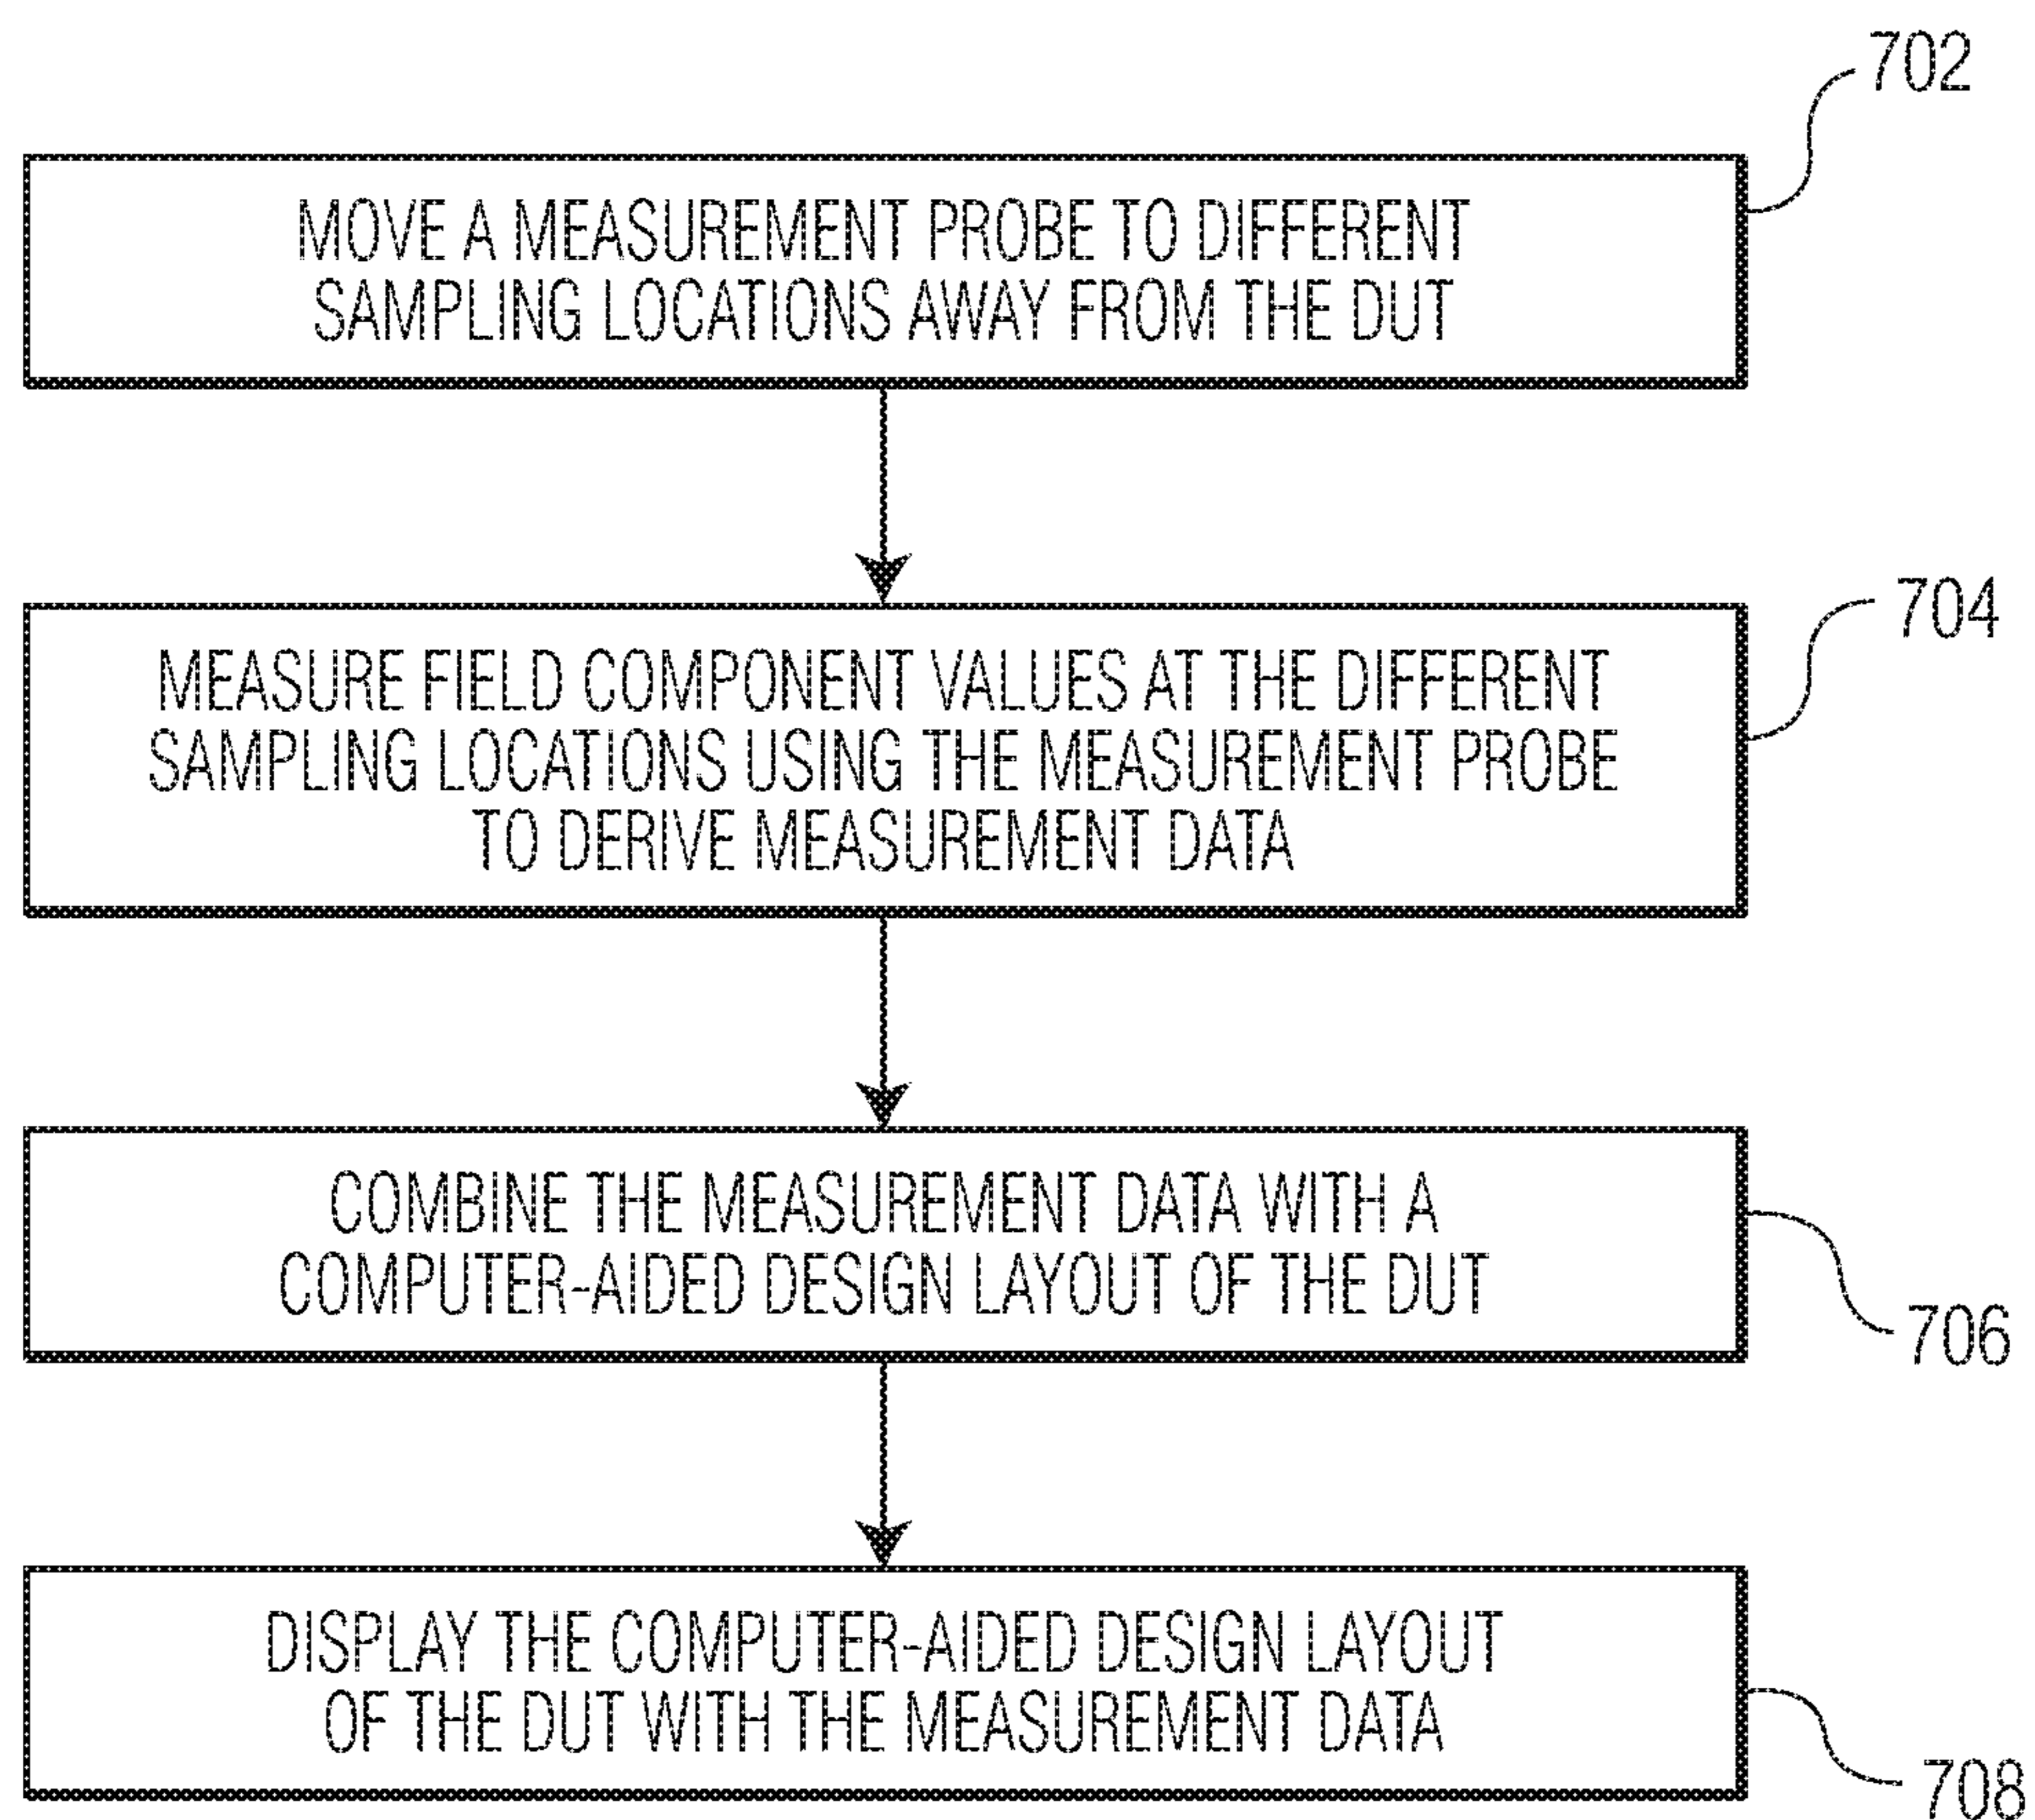 702
MOVE A MEASUREMENT PROBE TO DIFFERENT
SAMPLING LOCATIONS AWAY FROM THE DUT
704
MEASURE FIELD COMPONENT VALUES AT THE DIFFERENT
SAMPLING LOCATIONS USING THE MEASUREMENT PROBE
TO DERIVE MEASUREMENT DATA
COMBINE THE MEASUREMENT DATA WITH A
COMPUTER-AIDED DESIGN LAYOUT OF THE DUT
706
DISPLAY THE COMPUTER-AIDED DESIGN LAYOUT
OF THE DUT WITH THE MEASUREMENT DATA
708